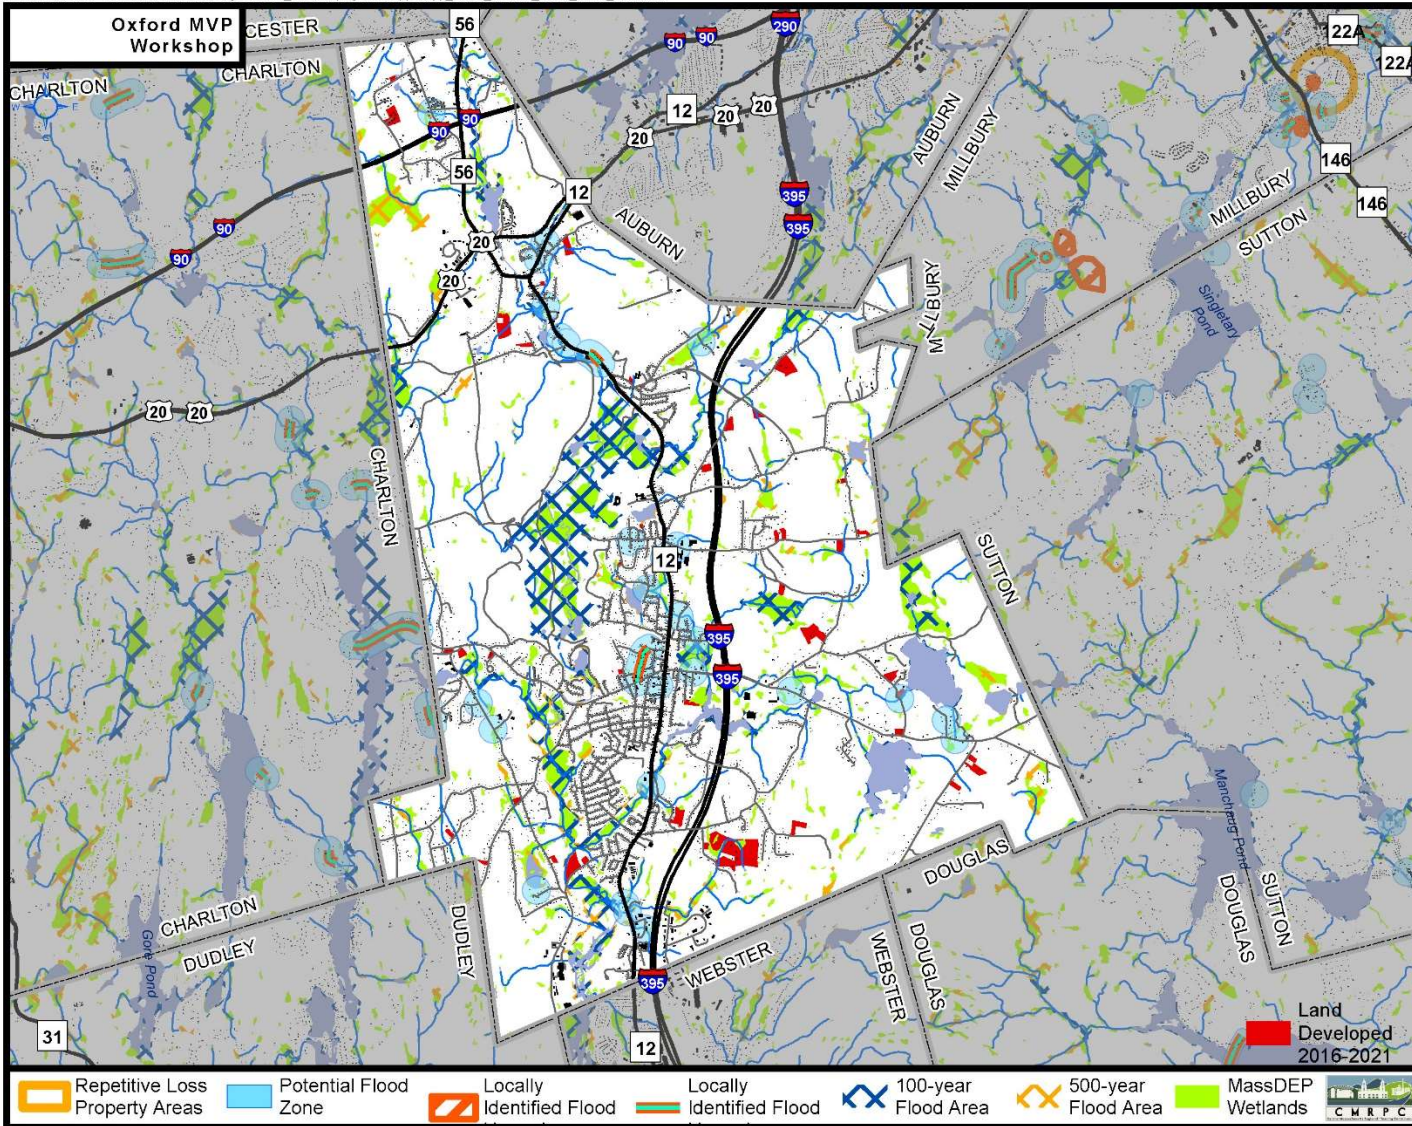 Oxford MVP
Workshop
CESTER
CHARLTON
CHARLTON
56
90
90
290
22A
122A
12
20
20
20
AUBURN
MILLBURY
90
90
56
12
146
146
395
395
MILLBURY
SUTTON
AUBURN
90
90
20
20
MILLBURY
Singletary
Pond
20
20
CHARLTON
12
SUTTON
395
395
Manchaug Pond
DOUGLAS
SUTTON
DOUGLAS
CHARLTON
DUDLEY
Gore Pond
DUDLEY
WEBSTER
WEBSTER
DOUGLAS
395
31
12
Land
Developed
2016-2021
Repetitive Loss
Property Areas
Potential Flood
Zone
Locally
Identified Flood
Locally
Identified Flood
100-year
Flood Area
500-year
Flood Area
MassDEP
Wetlands
CMRPC